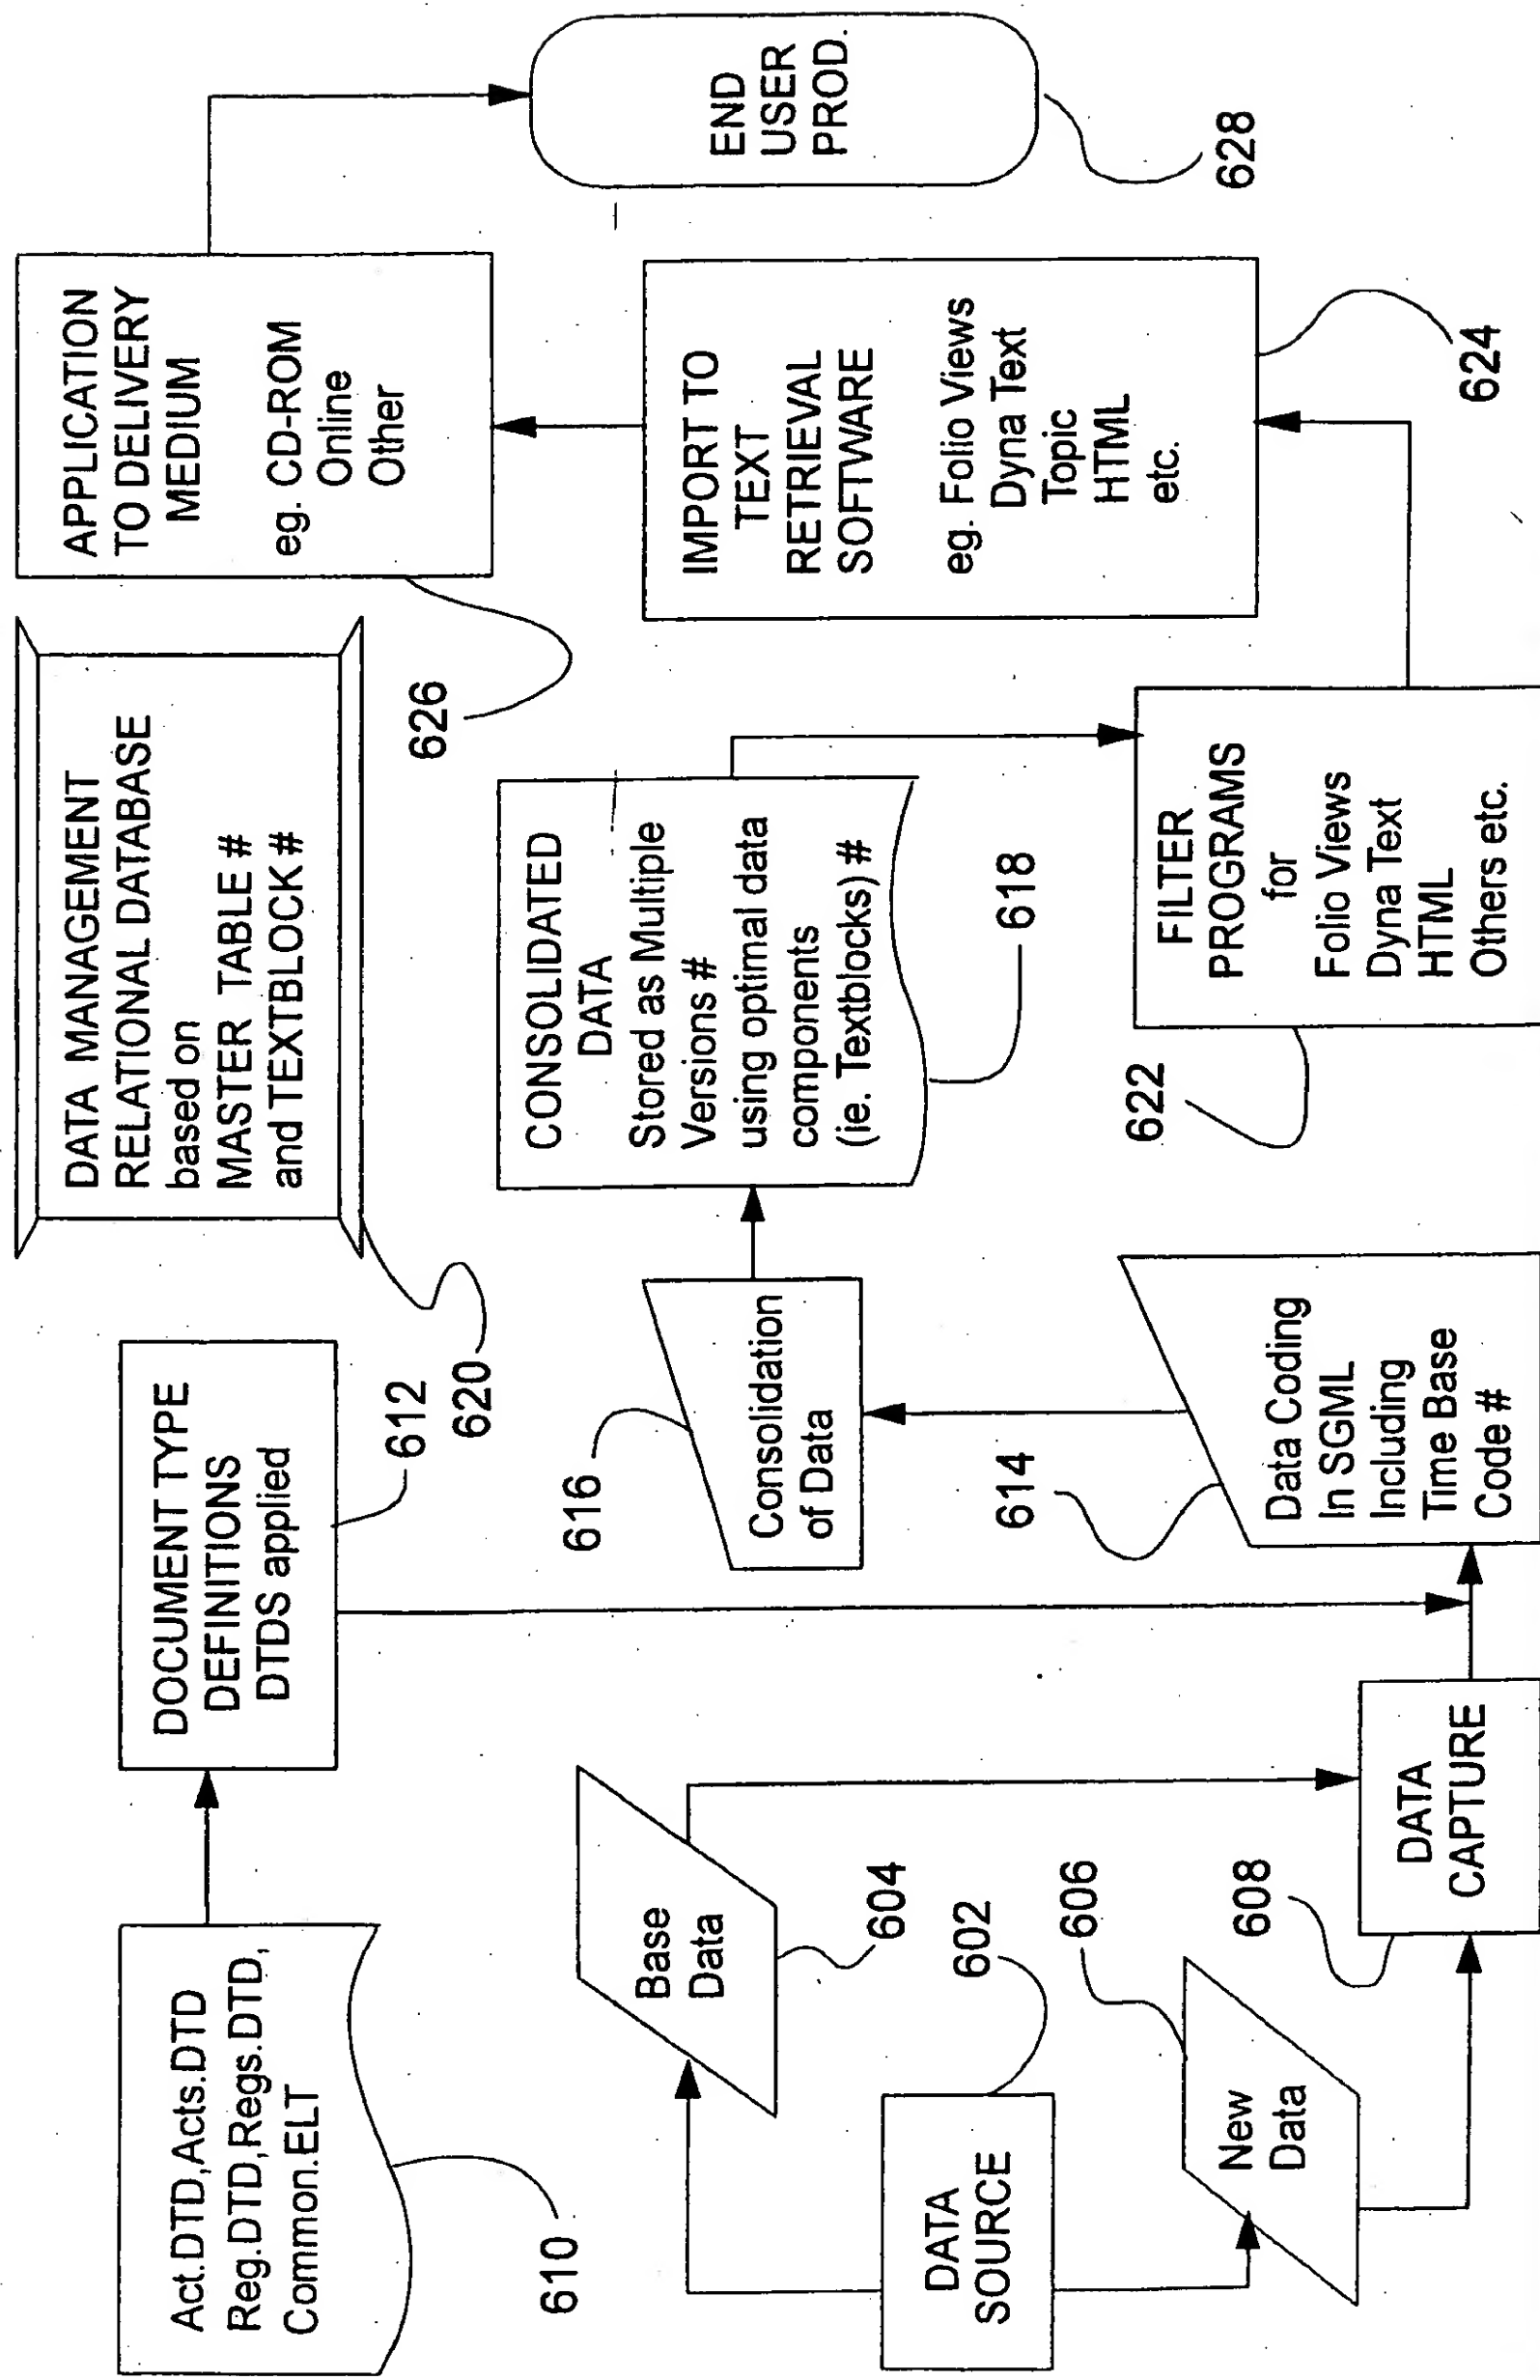 Act.DTD,Acts.DTD
Reg.DTD,Regs.DTD,
Common.ELT
610
DOCUMENT TYPE
DEFINITIONS
DTDS applied
612
DATA MANAGEMENT
RELATIONAL DATABASE
based on
MASTER TABLE #
and TEXTBLOCK #
620
APPLICATION
TO DELIVERY
MEDIUM
eg. CD-ROM
Online
Other
626
END
USER
PROD.
628
DATA
SOURCE
602
Base
Data
604
New
Data
606
DATA
CAPTURE
608
Data Coding
In SGML
Including
Time Base
Code #
614
Consolidation
of Data
616
CONSOLIDATED
DATA
Stored as Multiple
Versions #
using optimal data
components
(ie. Textblocks) #
618
FILTER
PROGRAMS
for
Folio Views
Dyna Text
HTML
Others etc.
622
IMPORT TO
TEXT
RETRIEVAL
SOFTWARE
eg. Folio Views
Dyna Text
Topic
HTML
etc.
624